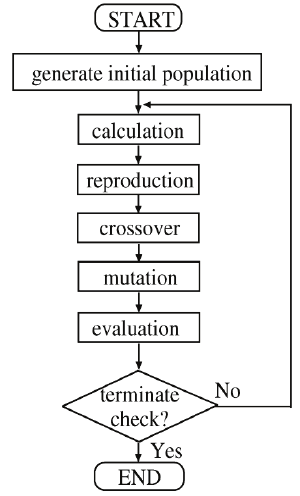 START
generate initial population
calculation
reproduction
crossover
mutation
evaluation
terminate
check?
No
Yes
END